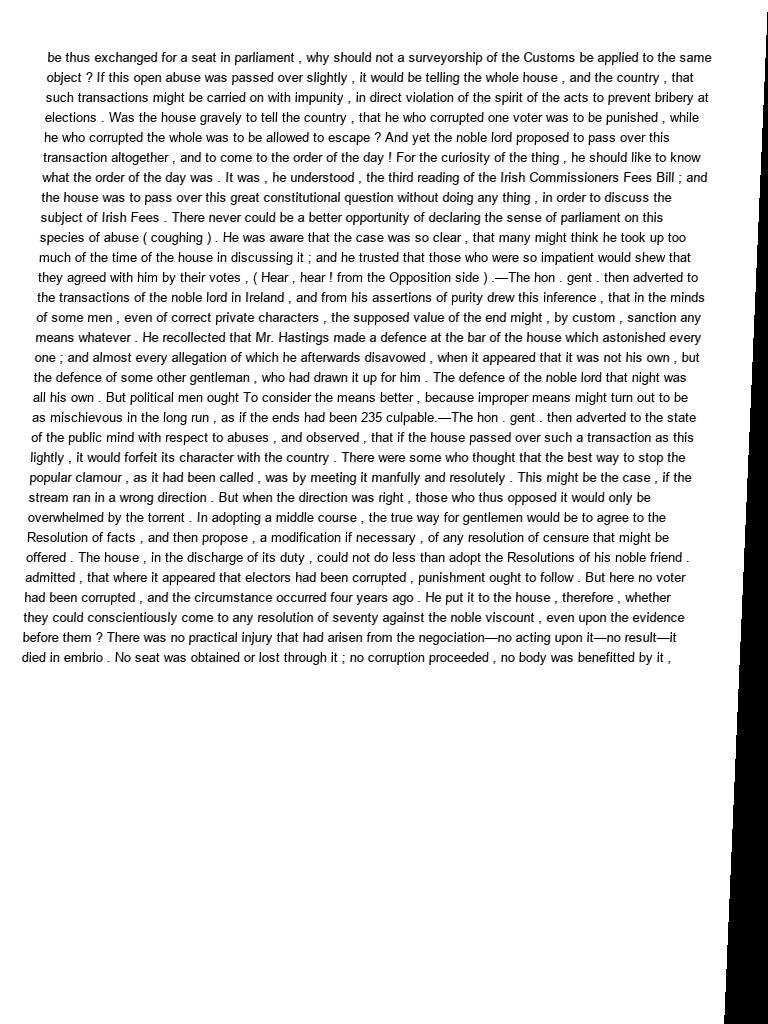 be thus exchanged for a seat in parliament , why should not a surveyorship of the Customs be applied to the same
object ? If this open abuse was passed over slightly , it would be telling the whole house , and the country , that
such transactions might be carried on with impunity , in direct violation of the spirit of the acts to prevent bribery at
elections . Was the house gravely to tell the country , that he who corrupted one voter was to be punished , while
he who corrupted the whole was to be allowed to escape ? And yet the noble lord proposed to pass over this
transaction altogether , and to come to the order of the day ! For the curiosity of the thing , he should like to know
what the order of the day was . It was , he understood , the third reading of the Irish Commissioners Fees Bill ; and
the house was to pass over this great constitutional question without doing any thing , in order to discuss the
subject of Irish Fees . There never could be a better opportunity of declaring the sense of parliament on this
species of abuse ( coughing ) . He was aware that the case was so clear , that many might think he took up too
much of the time of the house in discussing it ; and he trusted that those who were so impatient would shew that
they agreed with him by their votes , ( Hear , hear ! from the Opposition side ) .—The hon . gent . then adverted to
the transactions of the noble lord in Ireland , and from his assertions of purity drew this inference , that in the minds
of some men , even of correct private characters , the supposed value of the end might , by custom , sanction any
means whatever . He recollected that Mr. Hastings made a defence at the bar of the house which astonished every
one ; and almost every allegation of which he afterwards disavowed , when it appeared that it was not his own , but
the defence of some other gentleman , who had drawn it up for him . The defence of the noble lord that night was
all his own . But political men ought To consider the means better , because improper means might turn out to be
as mischievous in the long run , as if the ends had been 235 culpable.—The hon . gent . then adverted to the state
of the public mind with respect to abuses , and observed , that if the house passed over such a transaction as this
lightly , it would forfeit its character with the country . There were some who thought that the best way to stop the
popular clamour , as it had been called , was by meeting it manfully and resolutely . This might be the case , if the
stream ran in a wrong direction . But when the direction was right , those who thus opposed it would only be
overwhelmed by the torrent . In adopting a middle course , the true way for gentlemen would be to agree to the
Resolution of facts , and then propose , a modification if necessary , of any resolution of censure that might be
offered . The house , in the discharge of its duty , could not do less than adopt the Resolutions of his noble friend .
admitted , that where it appeared that electors had been corrupted , punishment ought to follow . But here no voter
had been corrupted , and the circumstance occurred four years ago . He put it to the house , therefore , whether
they could conscientiously come to any resolution of seventy against the noble viscount , even upon the evidence
before them ? There was no practical injury that had arisen from the negociation—no acting upon it—no result—it
died in embrio . No seat was obtained or lost through it ; no corruption proceeded , no body was benefitted by it ,